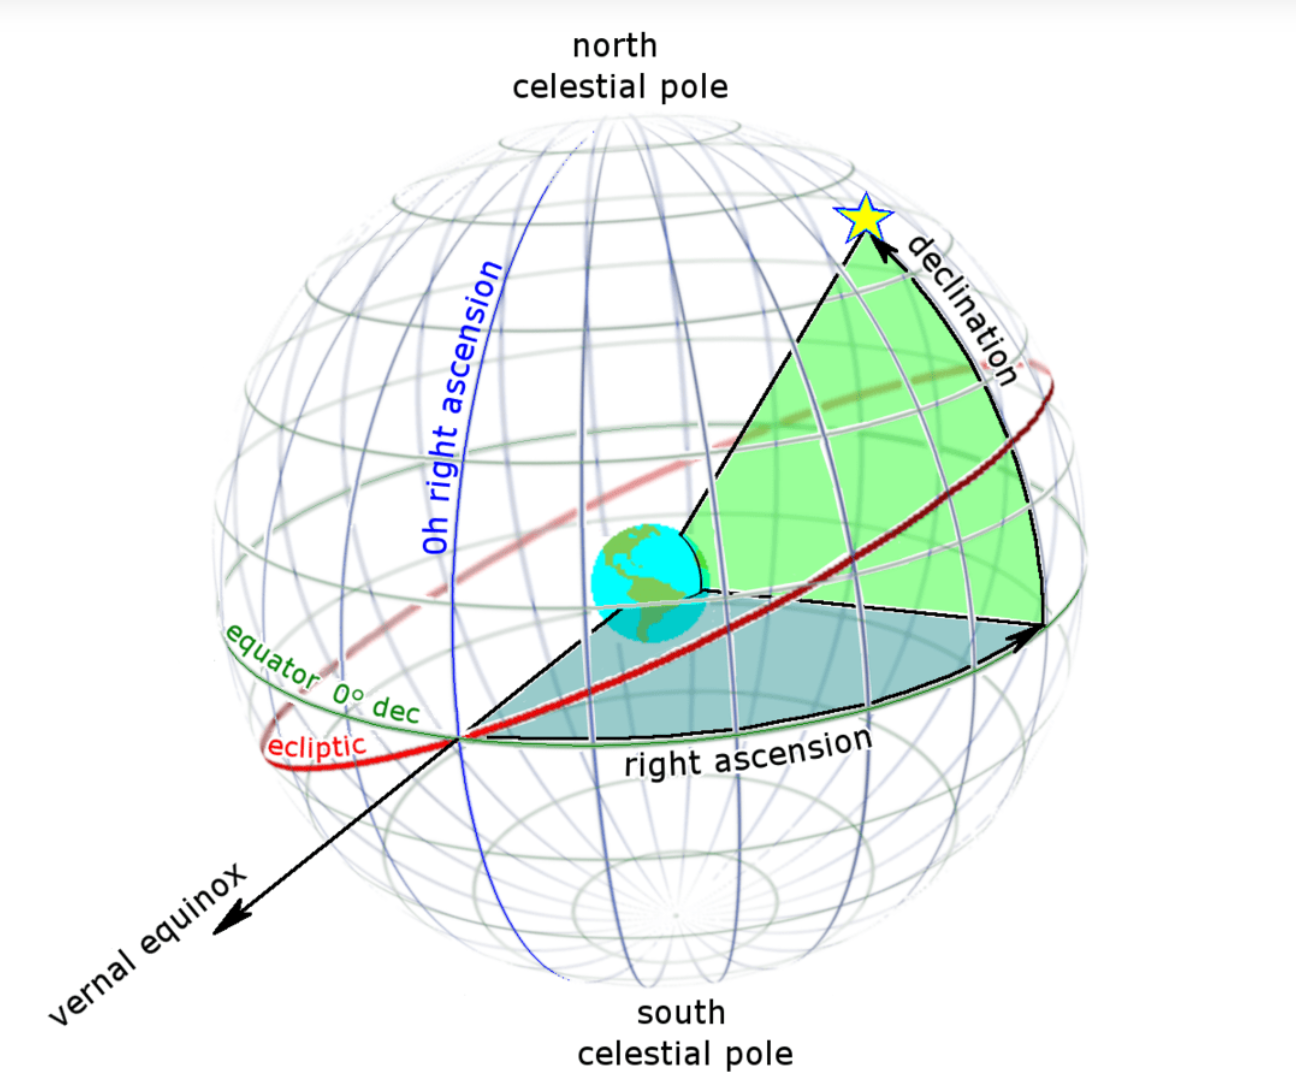 north
celestial pole
declination
0h right ascension
equator 0° dec
ecliptic
right ascension
vernal equinox
south
celestial pole